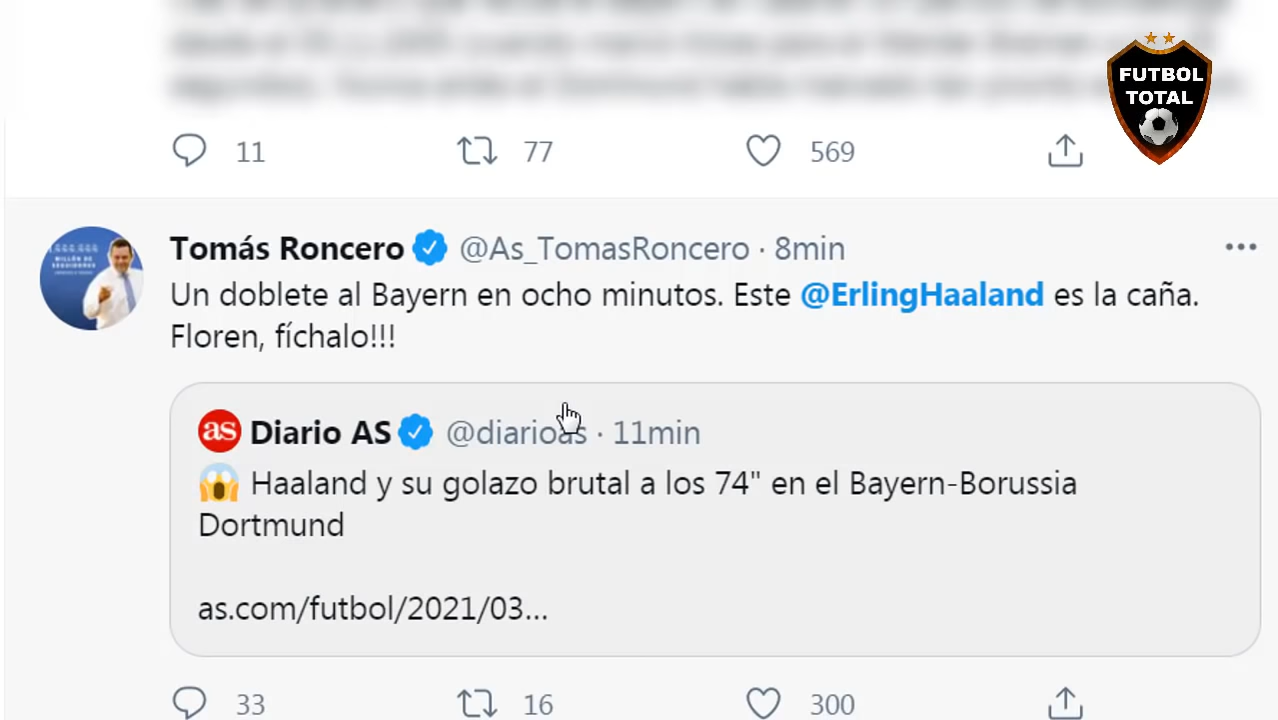 FUTBOL
TOTAL
11 77 569
Tomás Roncero @As_TomasRoncero · 8min
Un doblete al Bayern en ocho minutos. Este @ErlingHaaland es la caña.
Floren, fíchalo!!!
as Diario AS @diarioas · 11min
😱 Haaland y su golazo brutal a los 74" en el Bayern-Borussia
Dortmund
as.com/futbol/2021/03...
33 16 300